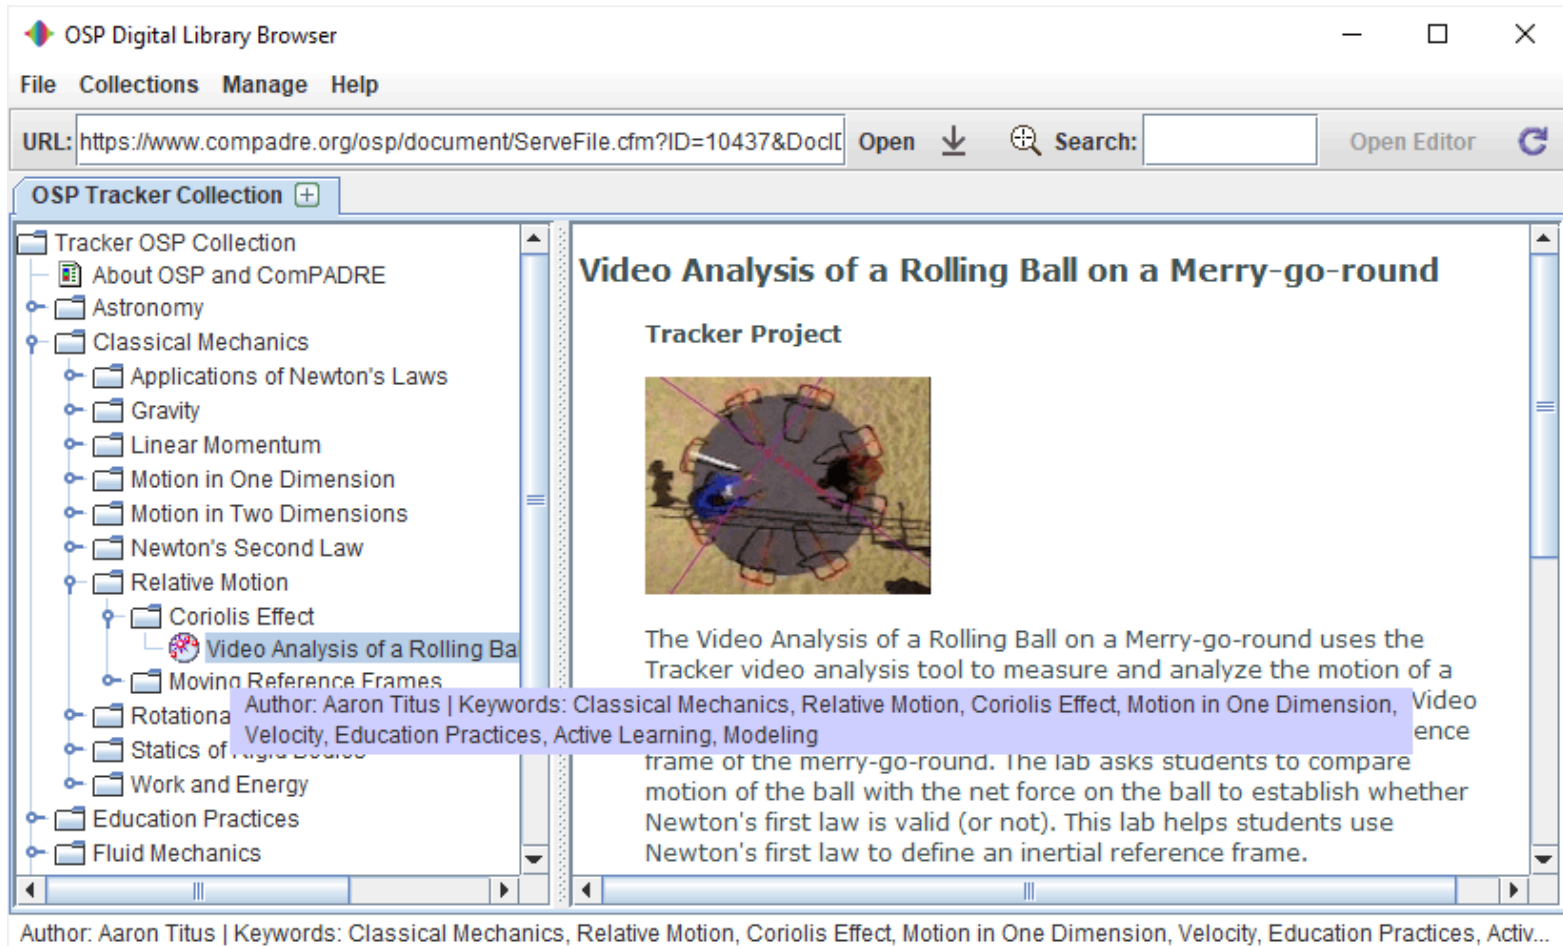 OSP Digital Library Browser
File Collections Manage Help
URL: https://www.compadre.org/osp/document/ServeFile.cfm?ID=10437&DocI Open Search: Open Editor
OSP Tracker Collection
Tracker OSP Collection
About OSP and ComPADRE
Astronomy
Classical Mechanics
Applications of Newton's Laws
Gravity
Linear Momentum
Motion in One Dimension
Motion in Two Dimensions
Newton's Second Law
Relative Motion
Coriolis Effect
Video Analysis of a Rolling Ba
Moving Reference Frames
Rotationa
Statics of
Work and Energy
Education Practices
Fluid Mechanics
Video Analysis of a Rolling Ball on a Merry-go-round
Tracker Project
The Video Analysis of a Rolling Ball on a Merry-go-round uses the
Tracker video analysis tool to measure and analyze the motion of a
Video
ence
frame of the merry-go-round. The lab asks students to compare
motion of the ball with the net force on the ball to establish whether
Newton's first law is valid (or not). This lab helps students use
Newton's first law to define an inertial reference frame.
Author: Aaron Titus | Keywords: Classical Mechanics, Relative Motion, Coriolis Effect, Motion in One Dimension,
Velocity, Education Practices, Active Learning, Modeling
Author: Aaron Titus | Keywords: Classical Mechanics, Relative Motion, Coriolis Effect, Motion in One Dimension, Velocity, Education Practices, Activ...